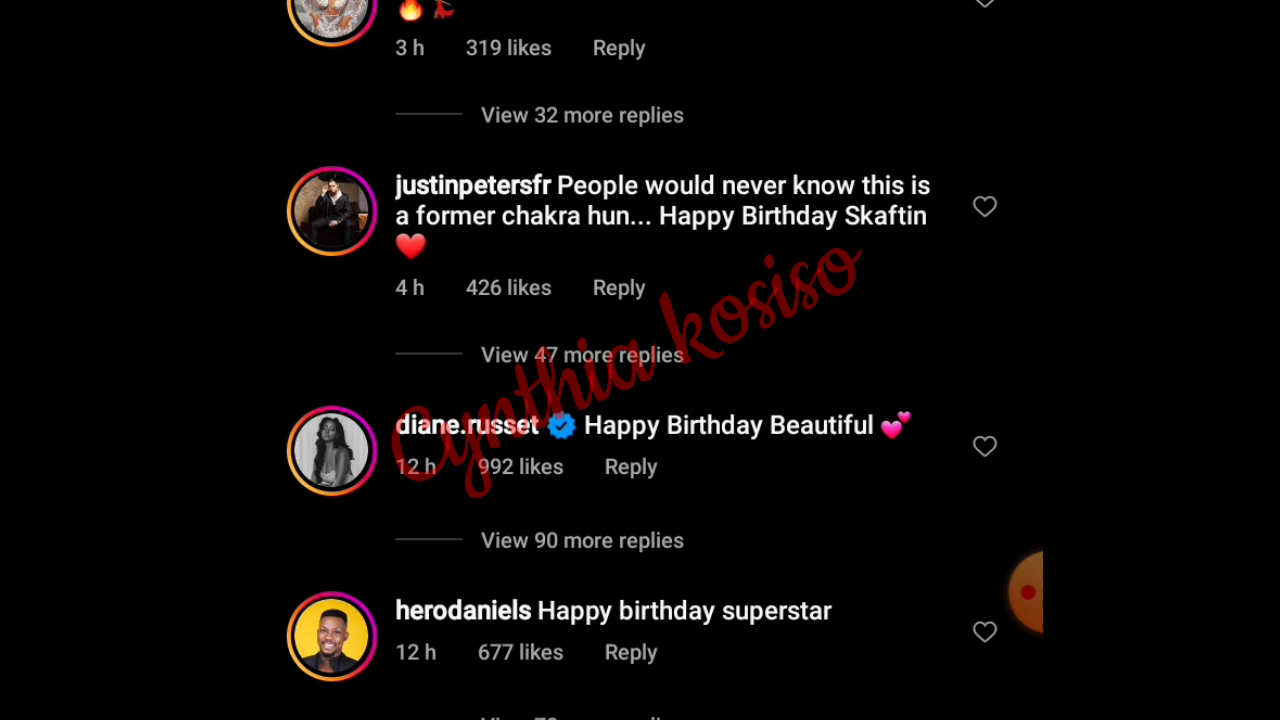 🔥💃
3 h 319 likes Reply
View 32 more replies
justinpetersfr People would never know this is
a former chakra hun... Happy Birthday Skaftin
❤️
4 h 426 likes Reply
View 47 more replies
diane.russet Happy Birthday Beautiful 💕
12 h 992 likes Reply
Cynthia kosiso
View 90 more replies
herodaniels Happy birthday superstar
12 h 677 likes Reply